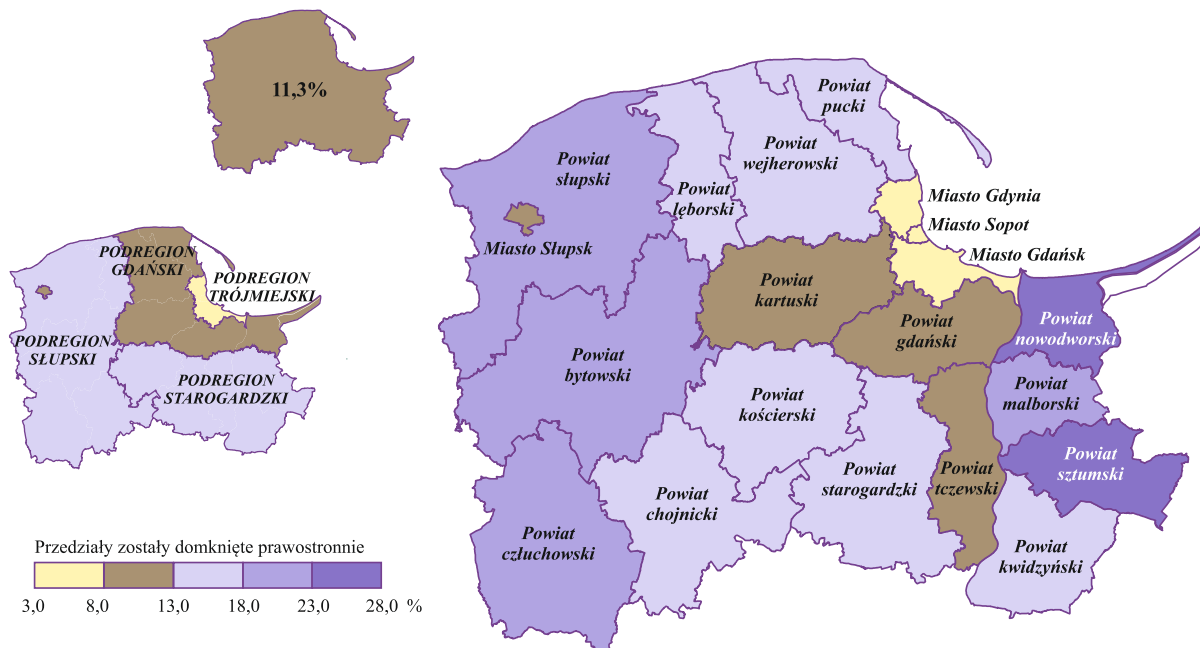 11,3%
PODREGION
GDAŃSKI
PODREGION
TRÓJMIEJSKI
PODREGION
SŁUPSKI
PODREGION
STAROGARDZKI
Powiat
pucki
Powiat
wejherowski
Powiat
słupski
Powiat
lęborski
Miasto Gdynia
Miasto Sopot
Miasto Słupsk
Miasto Gdańsk
Powiat
kartuski
Powiat
gdański
Powiat
nowodworski
Powiat
bytowski
Powiat
kościerski
Powiat
malborski
Powiat
sztumski
Powiat
starogardzki
Powiat
tczewski
Powiat
chojnicki
Powiat
człuchowski
Powiat
kwidzyński
Przedziały zostały domknięte prawostronnie
3,0 8,0 13,0 18,0 23,0 28,0 %